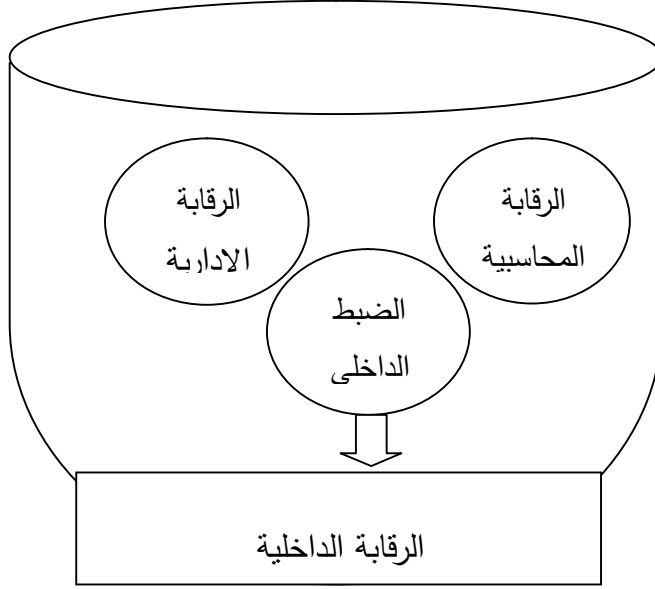 الرقابة
المحاسبية
الرقابة
الادارية
الضبط
الداخلى
الرقابة الداخلية